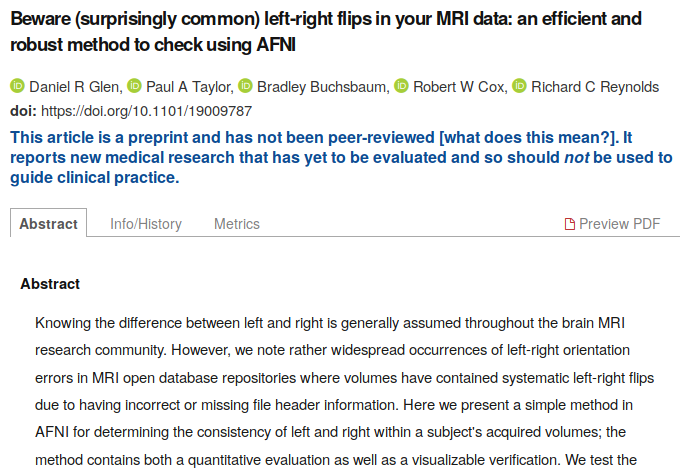 Beware (surprisingly common) left-right flips in your MRI data: an efficient and
robust method to check using AFNI
iD Daniel R Glen, iD Paul A Taylor, iD Bradley Buchsbaum, iD Robert W Cox, iD Richard C Reynolds
doi: https://doi.org/10.1101/19009787
This article is a preprint and has not been peer-reviewed [what does this mean?]. It
reports new medical research that has yet to be evaluated and so should not be used to
guide clinical practice.
Abstract Info/History Metrics Preview PDF
Abstract
Knowing the difference between left and right is generally assumed throughout the brain MRI
research community. However, we note rather widespread occurrences of left-right orientation
errors in MRI open database repositories where volumes have contained systematic left-right flips
due to having incorrect or missing file header information. Here we present a simple method in
AFNI for determining the consistency of left and right within a subject's acquired volumes; the
method contains both a quantitative evaluation as well as a visualizable verification. We test the